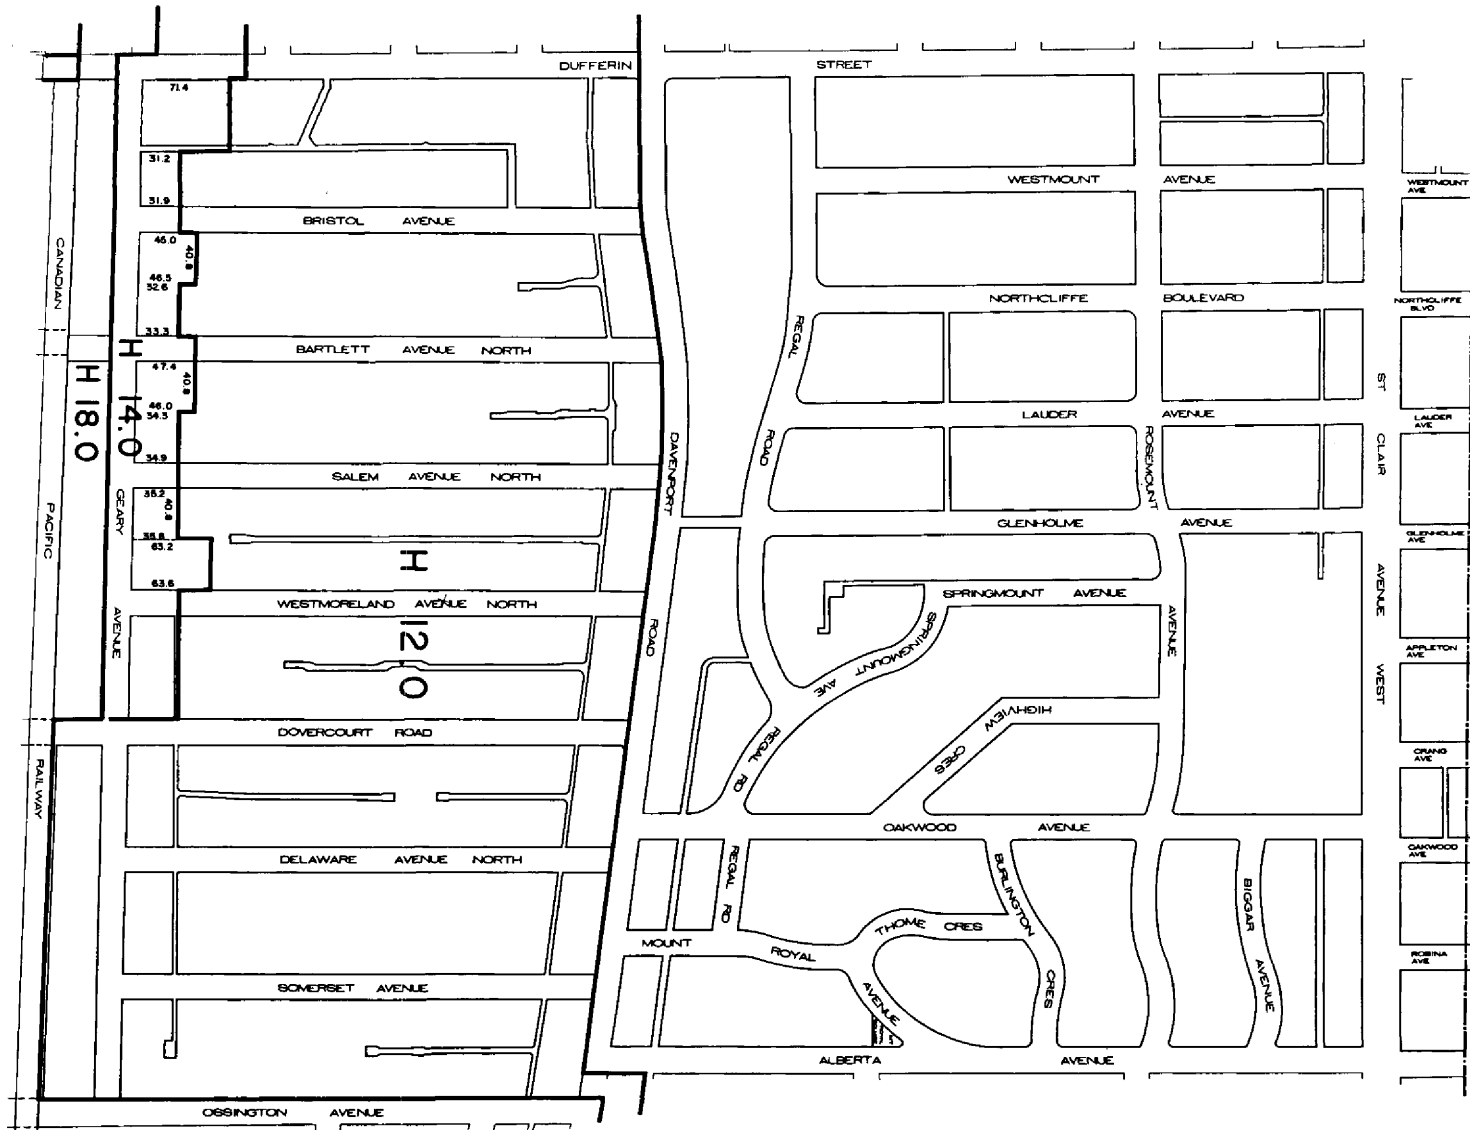 DUFFERIN STREET
71.4
31.2
31.9
WESTMOUNT AVENUE
WESTMOUNT
AVE
BRISTOL AVENUE
46.0
40.8
46.5
32.6
33.3
CANADIAN
NORTHCLIFFE BOULEVARD
NORTHCLIFFE
BLVD
REGAL
BARTLETT AVENUE NORTH
47.4
40.8
46.0
34.3
34.9
H 18.0
H 14.0
ST
CLAIR
AVENUE
WEST
LAUDER AVENUE
LAUDER
AVE
ROAD
DAVENPORT
ROSEMOUNT
SALEM AVENUE NORTH
35.2
40.8
63.2
63.6
GEARY
PACIFIC
GLENHOLME AVENUE
GLENHOLME
AVE
H 12.0
SPRINGMOUNT AVENUE
WESTMORELAND AVENUE NORTH
AVENUE
ROAD
SPRINGMOUNT
AVE
AVENUE
APPLETON
AVE
HIGHVIEW
CRES
DOVERCOURT ROAD
REGAL RD
CRANG
AVE
RAILWAY
OAKWOOD AVENUE
OAKWOOD
AVE
DELAWARE AVENUE NORTH
REGAL RD
BURLINGTON
BIGGAR
AVENUE
THOME CRES
MOUNT
ROYAL
AVENUE
ROBINA
AVE
CRES
SOMERSET AVENUE
ALBERTA AVENUE
OSSINGTON AVENUE